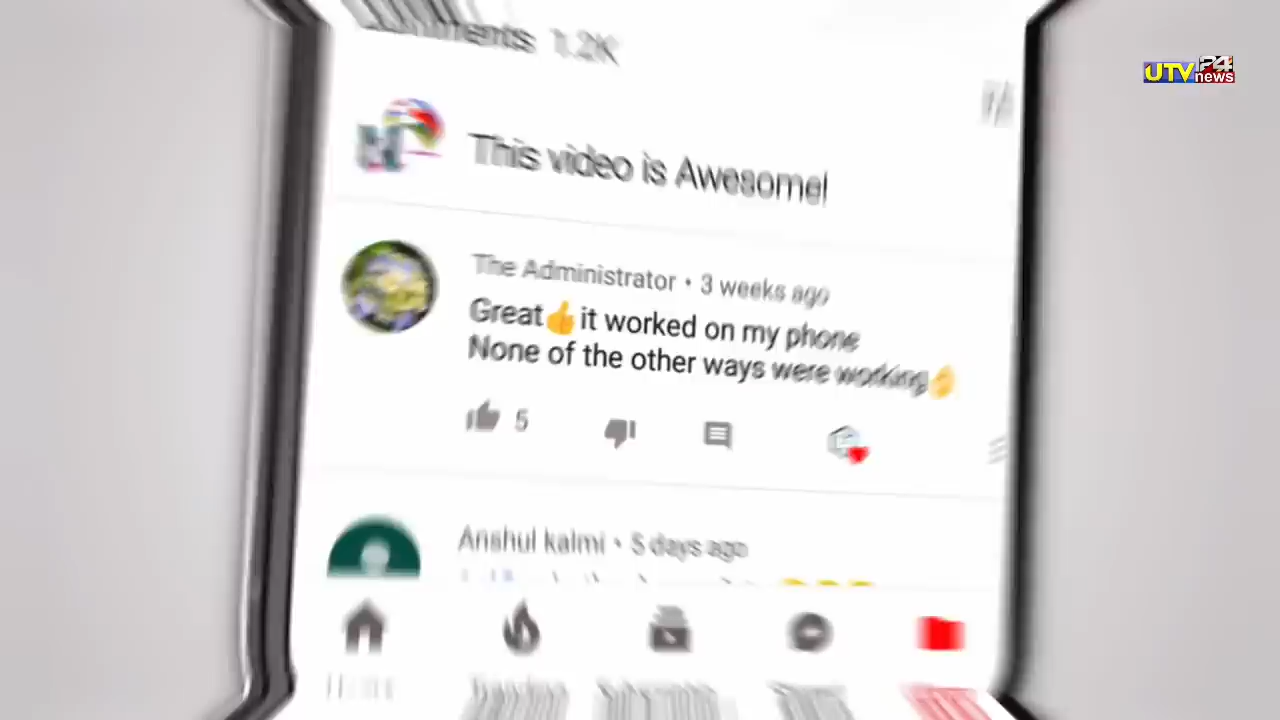 Comments 1.2K
UTV 24 news
This video is Awesome!
The Administrator • 3 weeks ago
Great👍it worked on my phone
None of the other ways were working👌
5
Anshul kalmi • 5 days ago